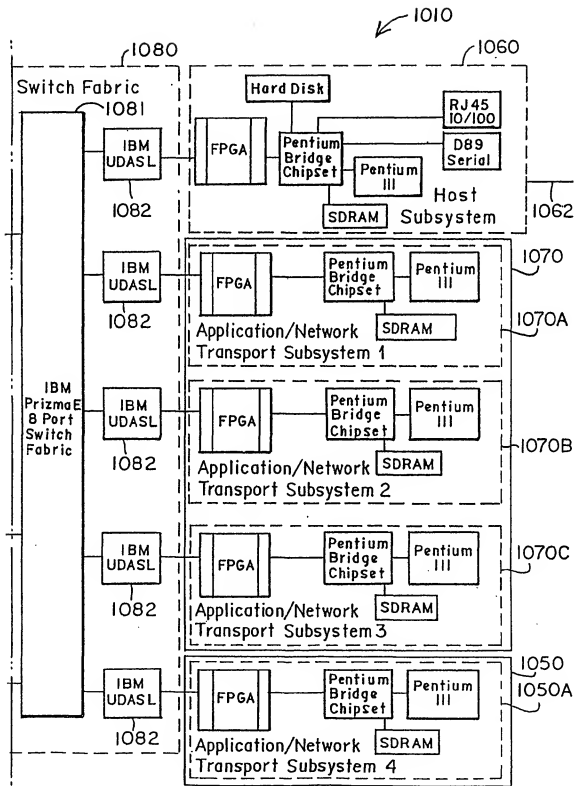 1010
1080
1060
Switch Fabric
1081
Hard Disk
RJ45
10/100
D89
Serial
IBM
UDASL
1082
FPGA
Pentium
Bridge
Chipset
Pentium
III
SDRAM
Host
Subsystem
1062
IBM
UDASL
1082
FPGA
Pentium
Bridge
Chipset
Pentium
III
SDRAM
Application/Network
Transport Subsystem 1
1070
1070A
IBM
PrizmaE
8 Port
Switch
Fabric
IBM
UDASL
1082
FPGA
Pentium
Bridge
Chipset
Pentium
III
SDRAM
Application/Network
Transport Subsystem 2
1070B
IBM
UDASL
1082
FPGA
Pentium
Bridge
Chipset
Pentium
III
SDRAM
Application/Network
Transport Subsystem 3
1070C
IBM
UDASL
1082
FPGA
Pentium
Bridge
Chipset
Pentium
III
SDRAM
Application/Network
Transport Subsystem 4
1050
1050A